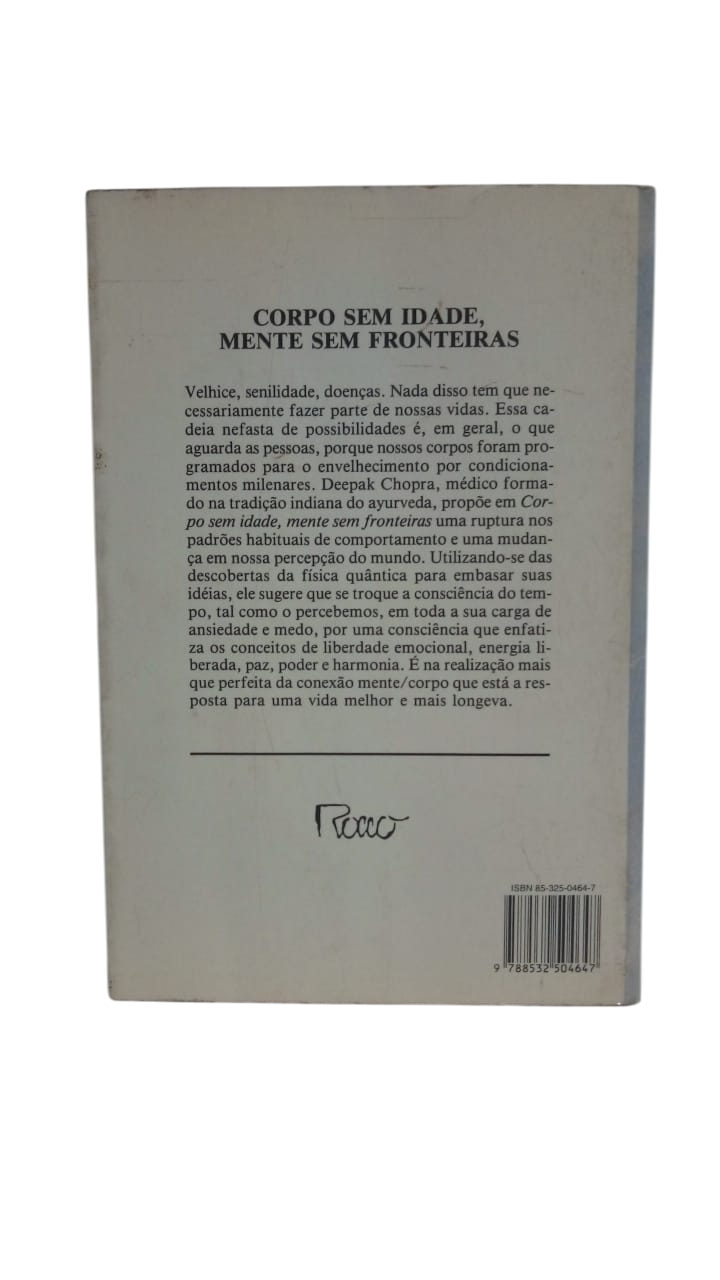 CORPO SEM IDADE,
MENTE SEM FRONTEIRAS
Velhice, senilidade, doenças. Nada disso tem que ne-
cessariamente fazer parte de nossas vidas. Essa ca-
deia nefasta de possibilidades é, em geral, o que
aguarda as pessoas, porque nossos corpos foram pro-
gramados para o envelhecimento por condiciona-
mentos milenares. Deepak Chopra, médico forma-
do na tradição indiana do ayurveda, propõe em Cor-
po sem idade, mente sem fronteiras uma ruptura nos
padrões habituais de comportamento e uma mudan-
ça em nossa percepção do mundo. Utilizando-se das
descobertas da física quântica para embasar suas
idéias, ele sugere que se troque a consciência do tem-
po, tal como o percebemos, em toda a sua carga de
ansiedade e medo, por uma consciência que enfati-
za os conceitos de liberdade emocional, energia li-
berada, paz, poder e harmonia. É na realização mais
que perfeita da conexão mente/corpo que está a res-
posta para uma vida melhor e mais longeva.
Rocco
ISBN 85-325-0464-7
9 788532 504647